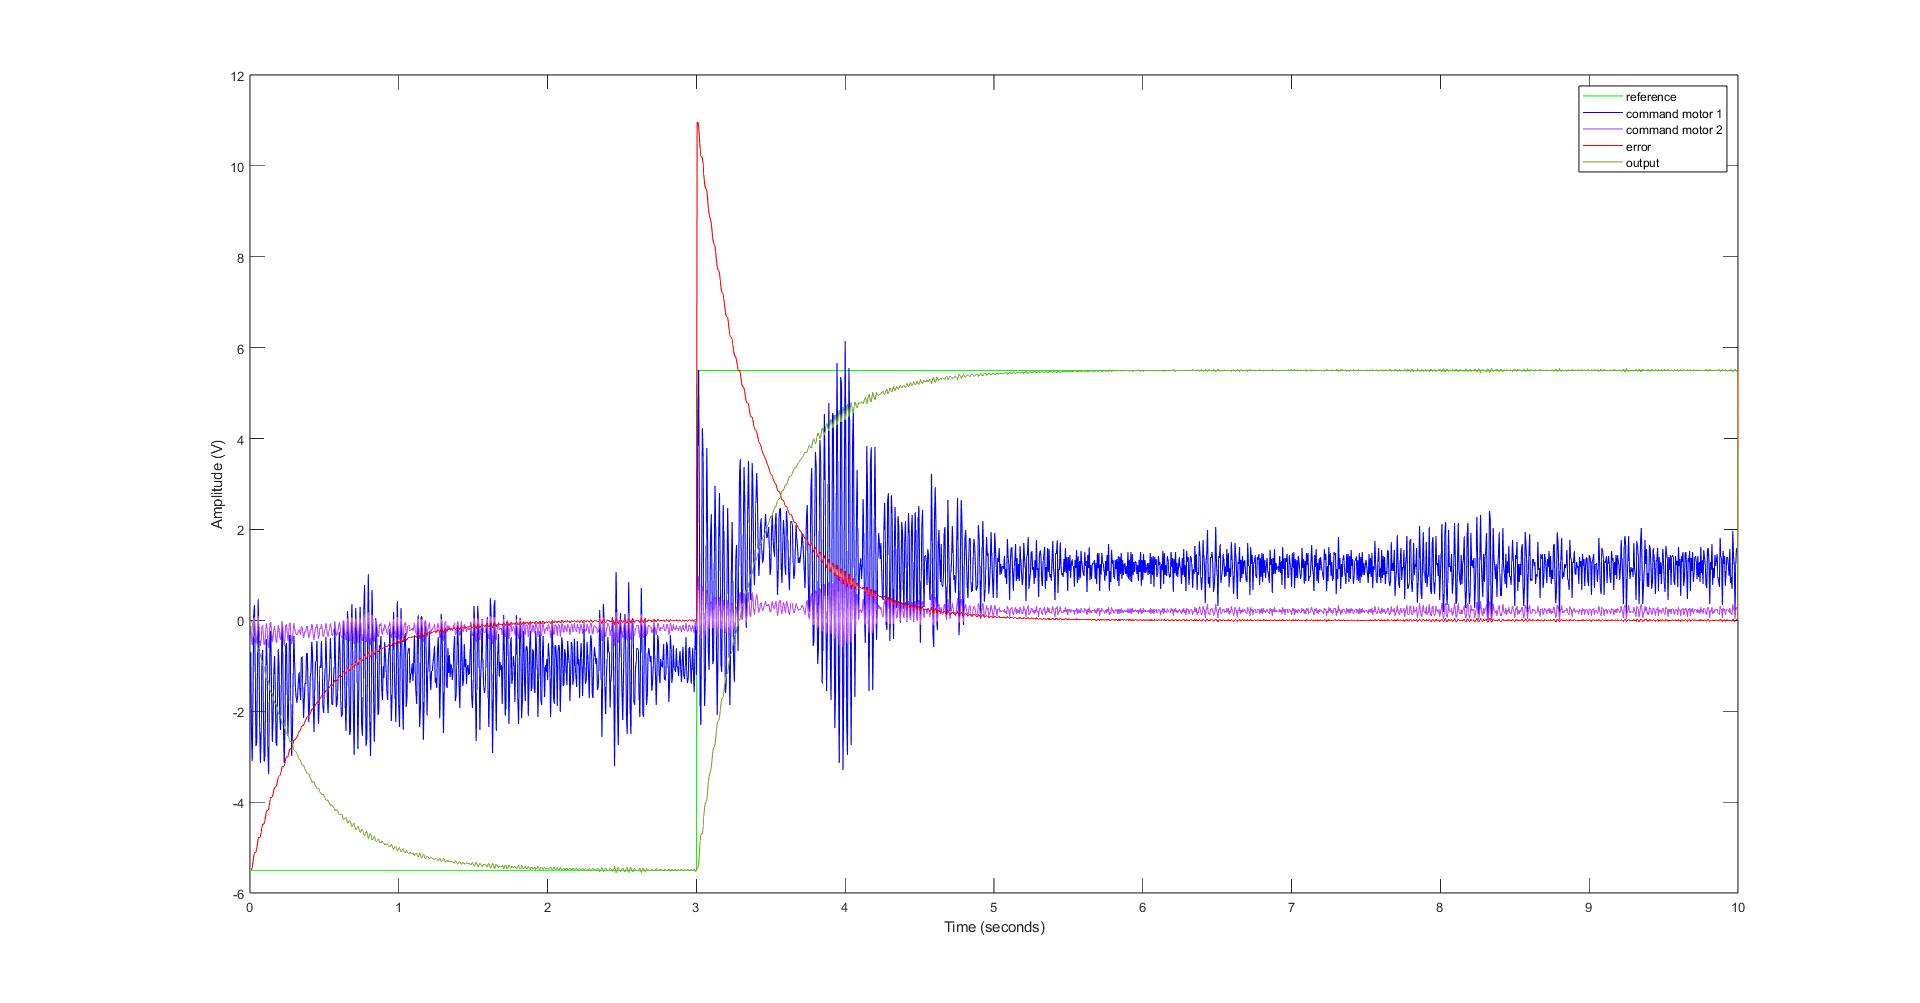 12
10
8
6
4
2
0
-2
-4
-6
Amplitude (V)
0 1 2 3 4 5 6 7 8 9 10
Time (seconds)
reference
command motor 1
command motor 2
error
output